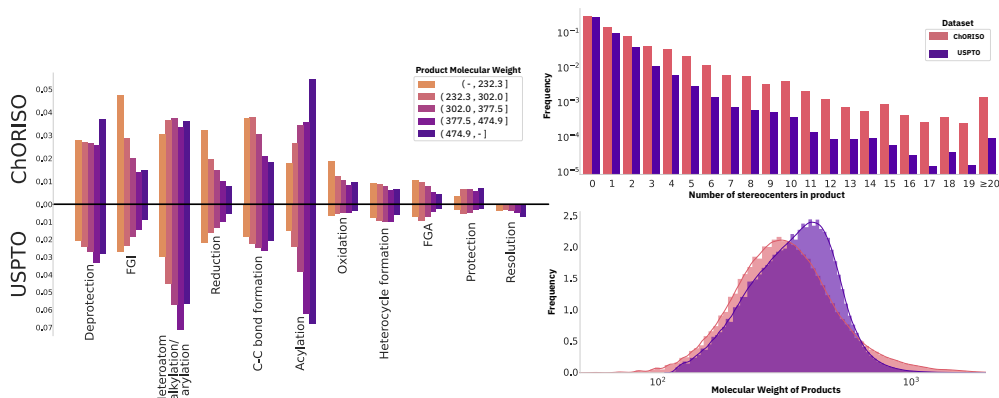 ChORISO
USPTO
0.05
0.04
0.03
0.02
0.01
0.00
0.01
0.02
0.03
0.04
0.05
0.06
0.07
Product Molecular Weight
(-,232.3]
(232.3,302.0]
(302.0,377.5]
(377.5,474.9]
(474.9,-]
Deprotection
FGI
eteroatom
alkylation/
arylation
Reduction
C-C bond formation
Acylation
Oxidation
Heterocycle formation
FGA
Protection
Resolution
Frequency
10⁻¹
10⁻²
10⁻³
10⁻⁴
10⁻⁵
Dataset
ChORISO
USPTO
0 1 2 3 4 5 6 7 8 9 10 11 12 13 14 15 16 17 18 19 ≥20
Number of stereocenters in product
Frequency
2.5
2.0
1.5
1.0
0.5
0.0
10² 10³
Molecular Weight of Products